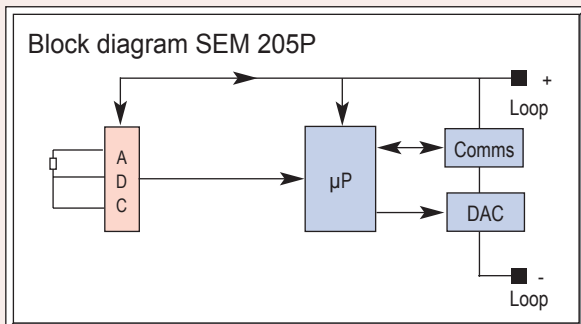 Block diagram SEM 205P
+
Loop
A
D
C
µP
Comms
DAC
-
Loop